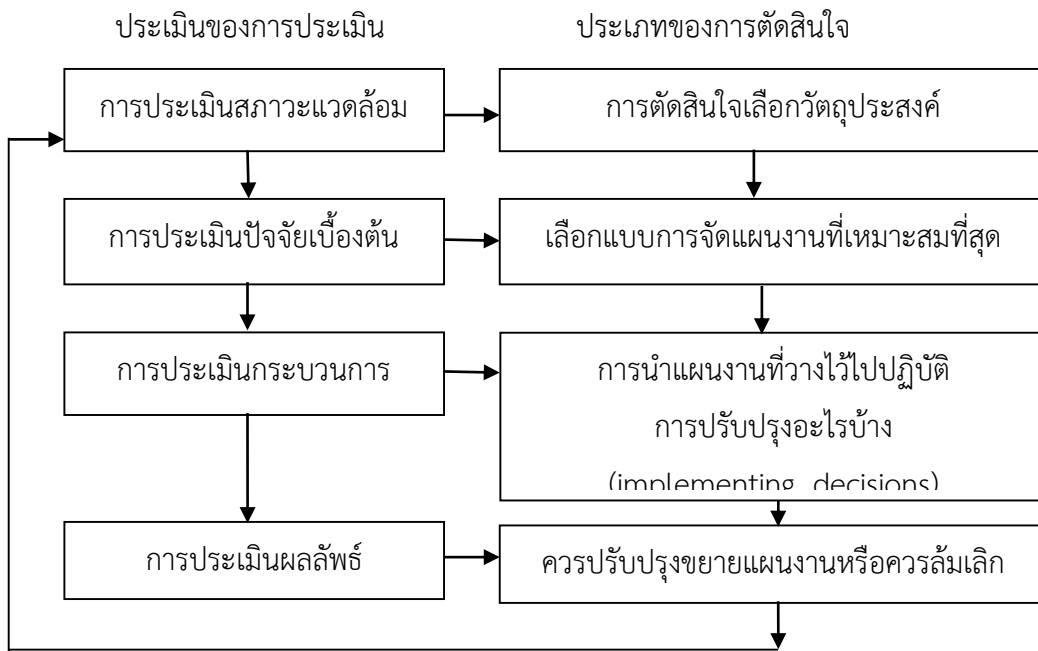 ประเมินของการประเมิน ประเภทของการตัดสินใจ
การประเมินสภาวะแวดล้อม การตัดสินใจเลือกวัตถุประสงค์
การประเมินปัจจัยเบื้องต้น เลือกแบบการจัดแผนงานที่เหมาะสมที่สุด
การประเมินกระบวนการ การนำแผนงานที่วางไว้ไปปฏิบัติ
การปรับปรุงอะไรบ้าง
(implementing decisions)
การประเมินผลลัพธ์ ควรปรับปรุงขยายแผนงานหรือควรล้มเลิก